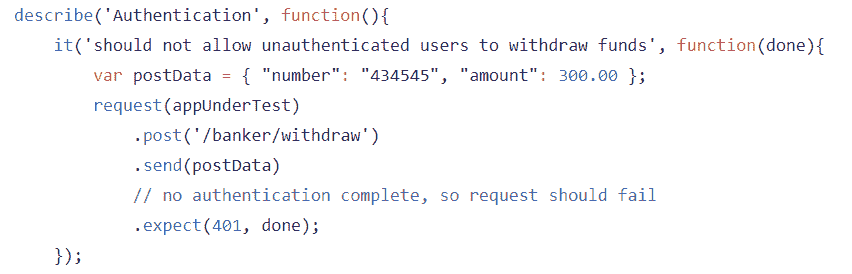 describe('Authentication', function(){
    it('should not allow unauthenticated users to withdraw funds', function(done){
        var postData = { "number": "434545", "amount": 300.00 };
        request(appUnderTest)
            .post('/banker/withdraw')
            .send(postData)
            // no authentication complete, so request should fail
            .expect(401, done);
    });